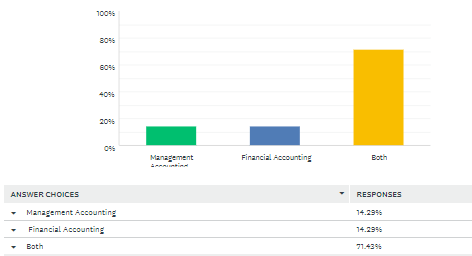 100%
80%
60%
40%
20%
0%
Management
Accounting
Financial Accounting
Both
ANSWER CHOICES
RESPONSES
Management Accounting
14.29%
Financial Accounting
14.29%
Both
71.43%